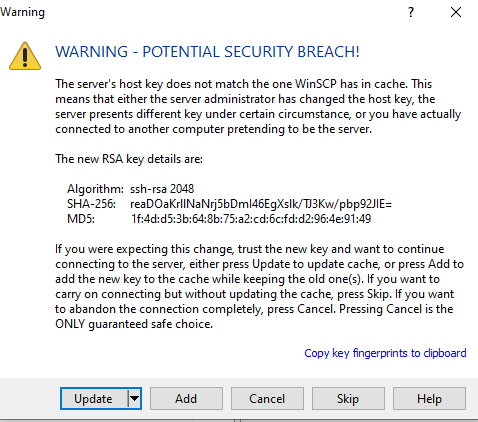 Warning
? ×
WARNING - POTENTIAL SECURITY BREACH!
The server's host key does not match the one WinSCP has in cache. This
means that either the server administrator has changed the host key, the
server presents different key under certain circumstance, or you have actually
connected to another computer pretending to be the server.
The new RSA key details are:
Algorithm: ssh-rsa 2048
SHA-256: reaDOaKrIINaNrj5bDmI46EgXsIk/TJ3Kw/pbp92JIE=
MD5: 1f:4d:d5:3b:64:8b:75:a2:cd:6c:fd:d2:96:4e:91:49
If you were expecting this change, trust the new key and want to continue
connecting to the server, either press Update to update cache, or press Add to
add the new key to the cache while keeping the old one(s). If you want to
carry on connecting but without updating the cache, press Skip. If you want
to abandon the connection completely, press Cancel. Pressing Cancel is the
ONLY guaranteed safe choice.
Copy key fingerprints to clipboard
Update Add Cancel Skip Help